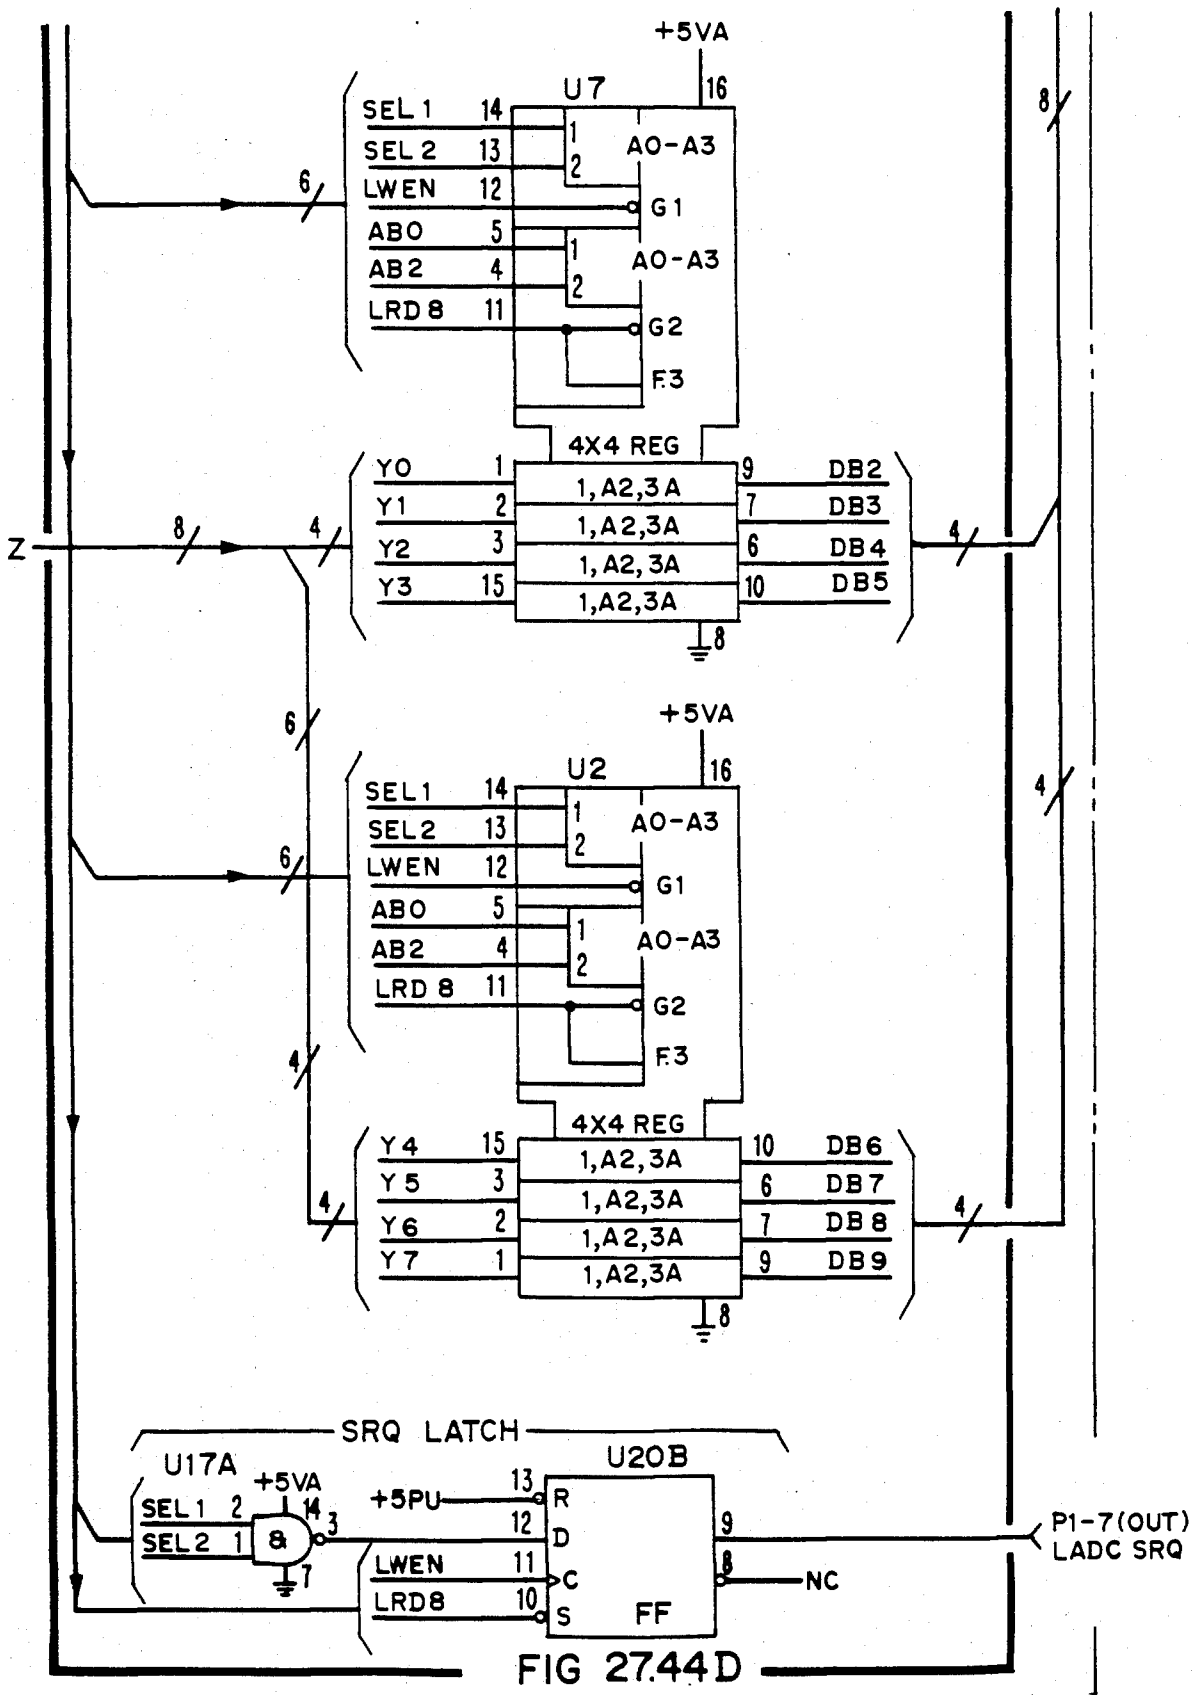 +5VA
U7
16
8
SEL 1 14
1
A0-A3
SEL 2 13
2
LWEN 12
G1
6
AB0 5
1
A0-A3
AB2 4
2
LRD 8 11
G2
F.3
4X4 REG
Y0 1
1,A2,3A
9 DB2
Y1 2
1,A2,3A
7 DB3
Z
8
4
Y2 3
1,A2,3A
6 DB4
4
Y3 15
1,A2,3A
10 DB5
8
6
+5VA
U2
16
4
SEL 1 14
1
A0-A3
SEL 2 13
2
6
LWEN 12
G1
AB0 5
1
A0-A3
AB2 4
2
LRD 8 11
G2
F.3
4
4X4 REG
Y4 15
1,A2,3A
10 DB6
Y5 3
1,A2,3A
6 DB7
4
Y6 2
1,A2,3A
7 DB8
4
Y7 1
1,A2,3A
9 DB9
8
SRQ LATCH
U17A
U20B
+5VA
14
+5PU 13 R
SEL 1 2
&
3
12 D
9
P1-7(OUT)
LADC SRQ
SEL 2 1
7
LWEN 11 C
8
NC
LRD8 10 S
FF
FIG 27.44D